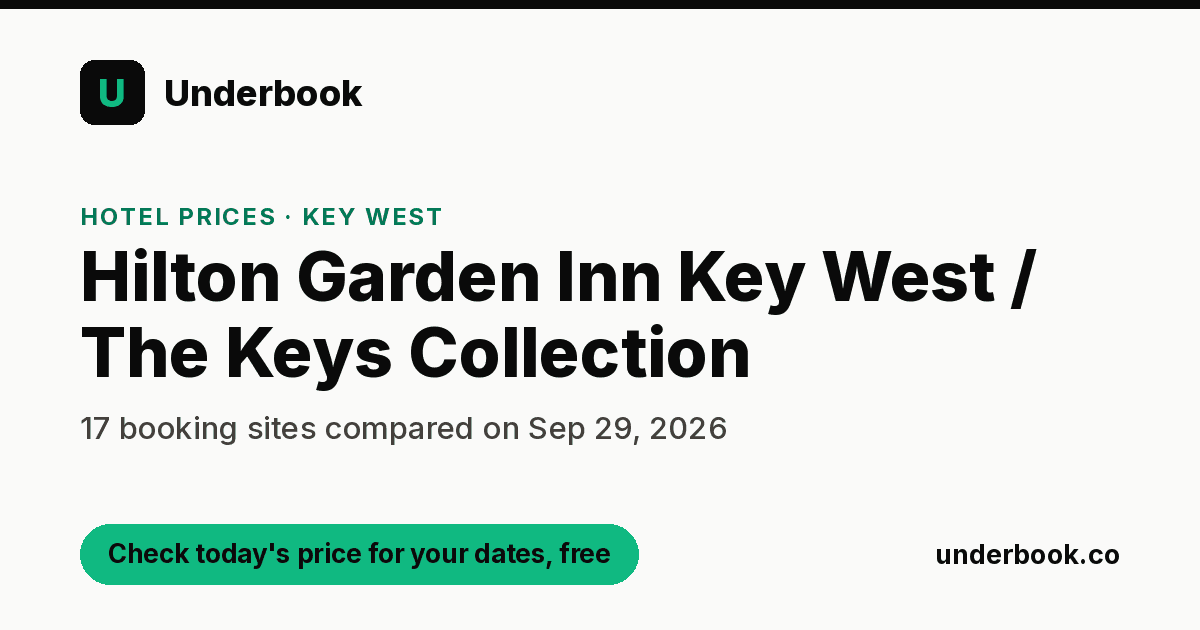 U Underbook
HOTEL PRICES · KEY WEST
Hilton Garden Inn Key West /
The Keys Collection
17 booking sites compared on Sep 29, 2026
Check today's price for your dates, free
underbook.co